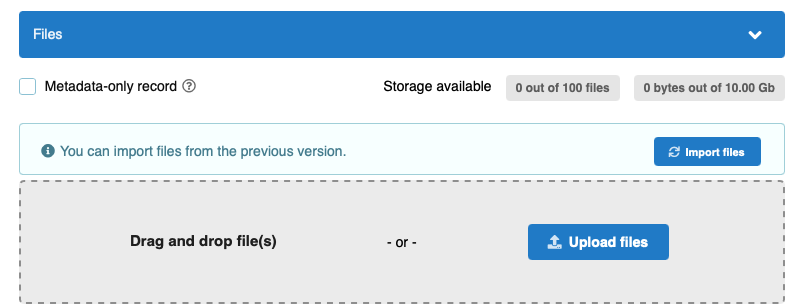 Files
Metadata-only record
Storage available
0 out of 100 files
0 bytes out of 10.00 Gb
You can import files from the previous version.
Import files
Drag and drop file(s)
- or -
Upload files